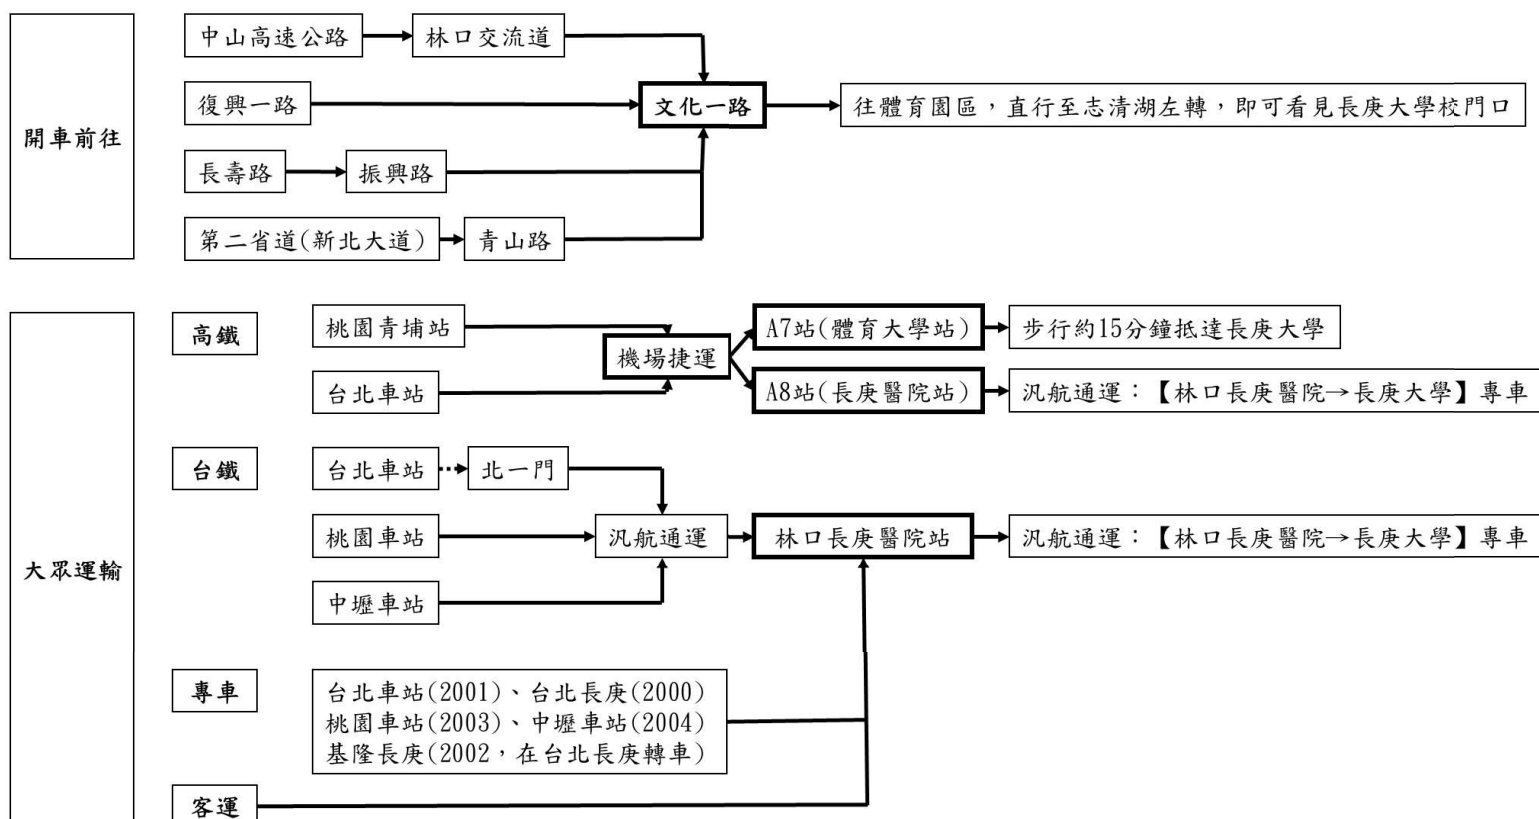 開車前往
中山高速公路
林口交流道
復興一路
文化一路
往體育園區，直行至志清湖左轉，即可看見長庚大學校門口
長壽路
振興路
第二省道(新北大道)
青山路
大眾運輸
高鐵
桃園青埔站
台北車站
機場捷運
A7站(體育大學站)
步行約15分鐘抵達長庚大學
A8站(長庚醫院站)
汎航通運：【林口長庚醫院→長庚大學】專車
台鐵
台北車站
北一門
桃園車站
中壢車站
汎航通運
林口長庚醫院站
汎航通運：【林口長庚醫院→長庚大學】專車
專車
台北車站(2001)、台北長庚(2000)
桃園車站(2003)、中壢車站(2004)
基隆長庚(2002，在台北長庚轉車)
客運